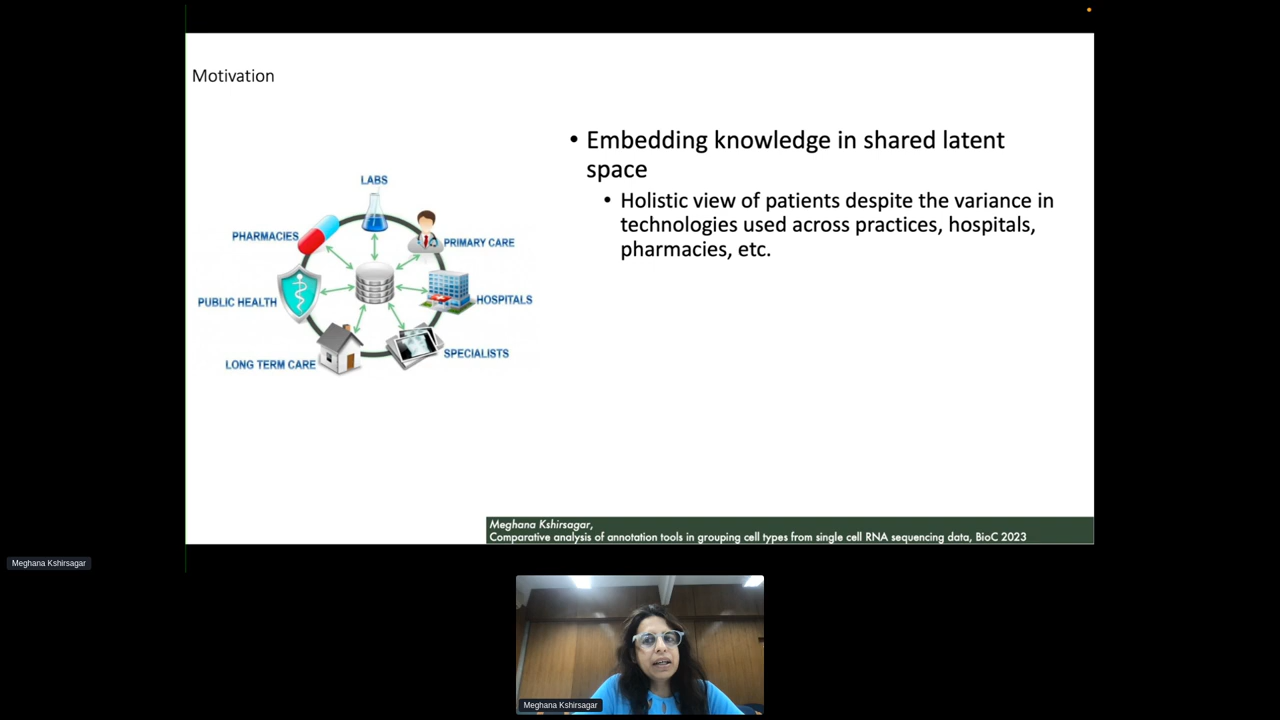 Motivation
LABS
PHARMACIES
PRIMARY CARE
PUBLIC HEALTH
HOSPITALS
LONG TERM CARE
SPECIALISTS
• Embedding knowledge in shared latent
space
• Holistic view of patients despite the variance in
technologies used across practices, hospitals,
pharmacies, etc.
Meghana Kshirsagar,
Comparative analysis of annotation tools in grouping cell types from single cell RNA sequencing data, BioC 2023
Meghana Kshirsagar
Meghana Kshirsagar